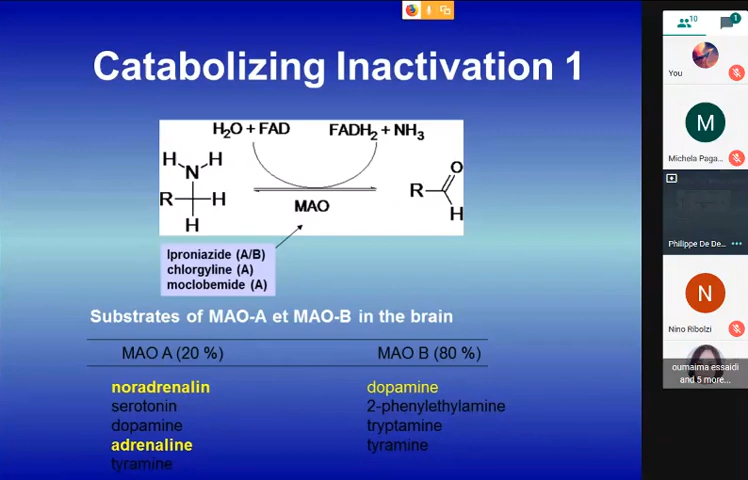 Catabolizing Inactivation 1
H₂O + FAD
FADH₂ + NH₃
H
H
N
R
H
H
MAO
R
O
H
Iproniazide (A/B)
chlorgyline (A)
moclobemide (A)
Substrates of MAO-A et MAO-B in the brain
MAO A (20 %)
MAO B (80 %)
noradrenalin
dopamine
serotonin
2-phenylethylamine
dopamine
tryptamine
adrenaline
tyramine
tyramine
10
1
You
M
Michela Paga...
Philippe De De...
N
Nino Ribolzi
oumaima essaidi
and 5 more...